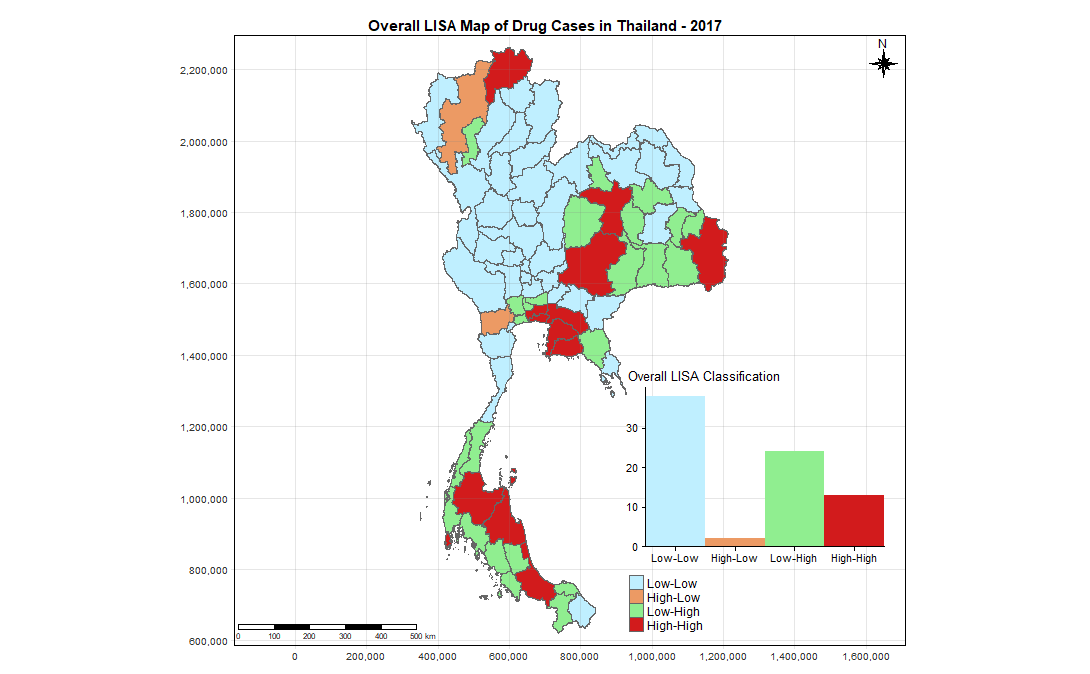 Overall LISA Map of Drug Cases in Thailand - 2017
N
2,200,000
2,000,000
1,800,000
1,600,000
1,400,000
1,200,000
1,000,000
800,000
600,000
Overall LISA Classification
30
20
10
0
Low-Low High-Low Low-High High-High
Low-Low
High-Low
Low-High
High-High
0 100 200 300 400 500 km
0 200,000 400,000 600,000 800,000 1,000,000 1,200,000 1,400,000 1,600,000